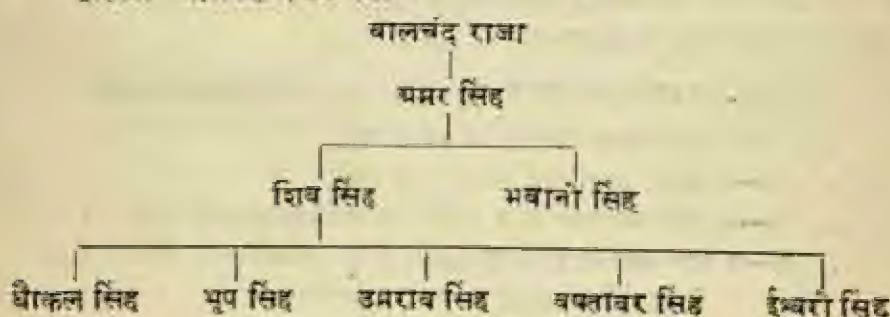 बालचंद राजा
अमर सिंह
शिव सिंह भवानी सिंह
धौकल सिंह भूप सिंह उमराव सिंह बख्तावर सिंह ईश्वरी सिंह